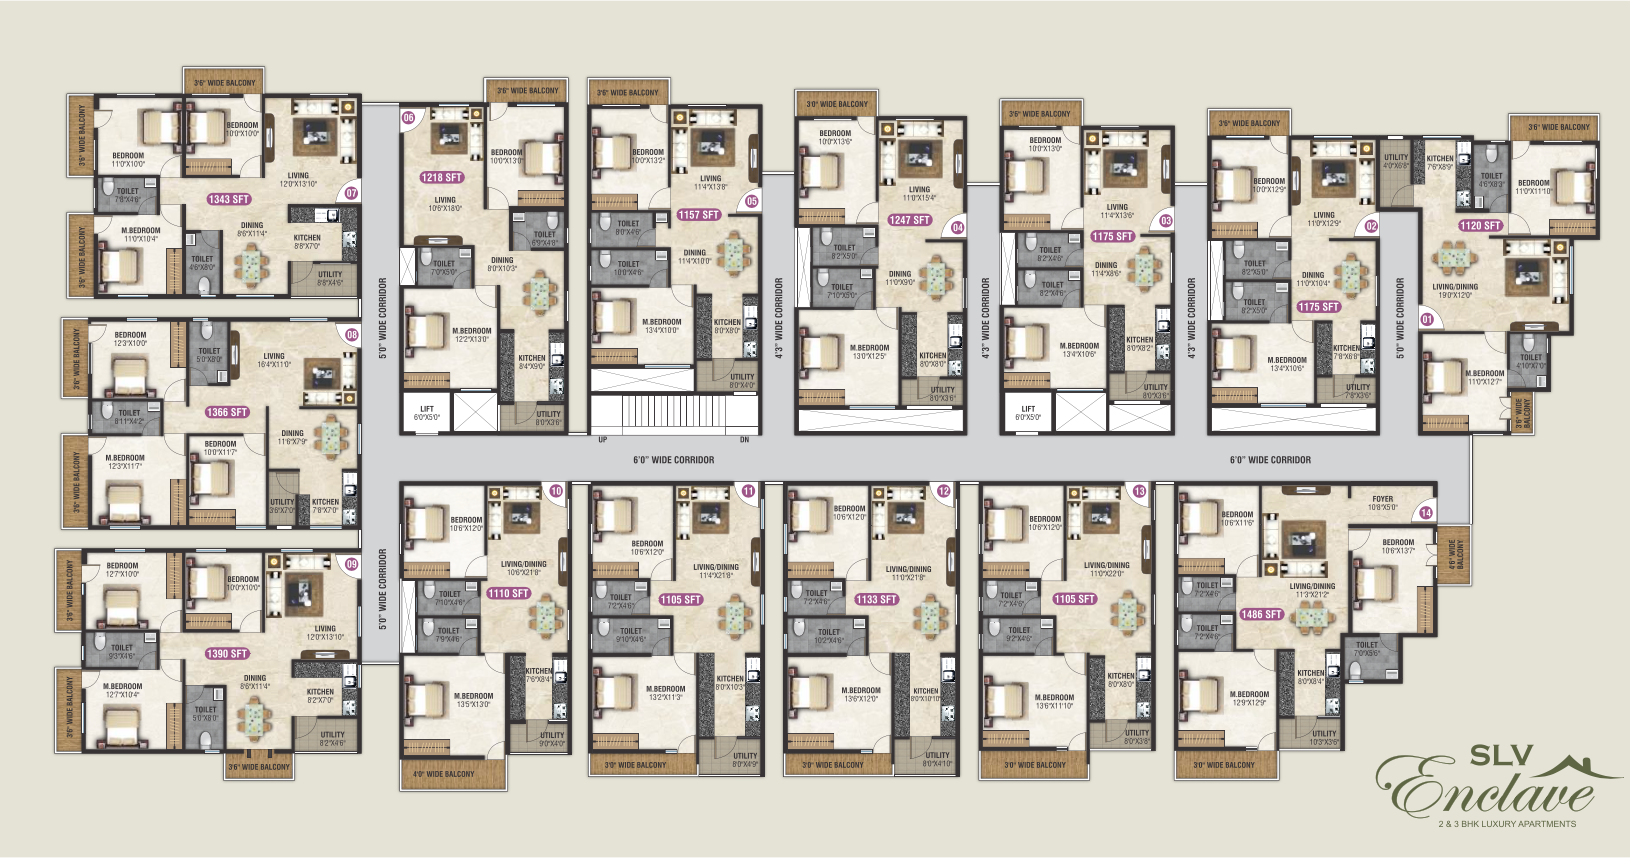 3'6" WIDE BALCONY
3'6" WIDE BALCONY
BEDROOM
11'0"X10'0"
BEDROOM
10'0"X10'0"
LIVING
12'0"X13'10"
TOILET
7'8"X4'6"
1343 SFT
07
3'6" WIDE BALCONY
M.BEDROOM
11'0"X10'4"
DINING
8'6"X11'4"
KITCHEN
8'8"X7'0"
TOILET
4'6"X8'0"
UTILITY
8'8"X4'6"
3'6" WIDE BALCONY
BEDROOM
12'3"X10'0"
TOILET
5'0"X8'0"
LIVING
16'4"X11'0"
08
TOILET
8'11"X4'2"
1366 SFT
3'6" WIDE BALCONY
M.BEDROOM
12'3"X11'7"
BEDROOM
10'0"X11'7"
DINING
11'6"X7'9"
UTILITY
3'6"X7'0"
KITCHEN
7'8"X7'0"
3'6" WIDE BALCONY
BEDROOM
12'7"X10'0"
BEDROOM
10'0"X10'0"
09
LIVING
12'0"X13'10"
TOILET
9'3"X4'6"
1390 SFT
3'6" WIDE BALCONY
M.BEDROOM
12'7"X10'4"
DINING
8'6"X11'4"
KITCHEN
8'2"X7'0"
TOILET
5'0"X8'0"
UTILITY
8'2"X4'6"
3'6" WIDE BALCONY
5'0" WIDE CORRIDOR
5'0" WIDE CORRIDOR
3'6" WIDE BALCONY
06
BEDROOM
10'0"X13'0"
1218 SFT
LIVING
10'6"X18'0"
TOILET
6'9"X4'8"
TOILET
7'0"X5'0"
DINING
8'0"X10'3"
M.BEDROOM
12'2"X13'0"
KITCHEN
8'4"X9'0"
LIFT
6'0"X5'0"
UTILITY
8'0"X3'6"
3'6" WIDE BALCONY
BEDROOM
10'0"X13'2"
LIVING
11'4"X13'8"
05
1157 SFT
TOILET
8'0"X4'6"
DINING
11'4"X10'0"
TOILET
10'0"X4'6"
M.BEDROOM
13'4"X10'0"
KITCHEN
8'0"X8'0"
UTILITY
8'0"X4'0"
UP
DN
4'3" WIDE CORRIDOR
3'0" WIDE BALCONY
BEDROOM
10'0"X13'6"
LIVING
11'0"X15'4"
1247 SFT
04
TOILET
8'2"X5'0"
DINING
11'0"X9'0"
TOILET
7'10"X5'0"
M.BEDROOM
13'0"X12'5"
KITCHEN
8'0"X8'0"
UTILITY
8'0"X3'6"
4'3" WIDE CORRIDOR
3'6" WIDE BALCONY
BEDROOM
10'0"X13'0"
LIVING
11'4"X13'6"
03
1175 SFT
TOILET
8'2"X4'6"
DINING
11'4"X8'6"
TOILET
8'2"X4'6"
M.BEDROOM
13'4"X10'6"
KITCHEN
8'0"X8'2"
UTILITY
8'0"X3'6"
LIFT
6'0"X5'0"
4'3" WIDE CORRIDOR
3'6" WIDE BALCONY
BEDROOM
10'0"X12'9"
LIVING
11'0"X12'9"
02
TOILET
8'2"X5'0"
DINING
11'0"X10'4"
TOILET
8'2"X5'0"
1175 SFT
M.BEDROOM
13'4"X10'6"
KITCHEN
7'8"X6'8"
UTILITY
7'8"X3'6"
5'0" WIDE CORRIDOR
3'6" WIDE BALCONY
UTILITY
4'0"X6'8"
KITCHEN
7'6"X8'9"
TOILET
4'6"X8'3"
BEDROOM
11'0"X11'10"
1120 SFT
LIVING/DINING
19'0"X12'0"
01
M.BEDROOM
11'0"X12'7"
TOILET
4'10"X7'0"
3'6" WIDE
BALCONY
6'0" WIDE CORRIDOR
6'0" WIDE CORRIDOR
10
BEDROOM
10'6"X12'0"
LIVING/DINING
10'6"X21'8"
1110 SFT
TOILET
7'10"X4'6"
TOILET
7'9"X4'6"
M.BEDROOM
13'5"X13'0"
KITCHEN
7'6"X8'4"
UTILITY
9'0"X4'0"
4'0" WIDE BALCONY
11
BEDROOM
10'6"X12'0"
LIVING/DINING
11'4"X21'8"
TOILET
7'2"X4'6"
1105 SFT
TOILET
9'10"X4'6"
M.BEDROOM
13'2"X11'3"
KITCHEN
8'0"X10'3"
UTILITY
8'0"X4'9"
3'0" WIDE BALCONY
12
BEDROOM
10'6"X12'0"
LIVING/DINING
11'0"X21'8"
TOILET
7'2"X4'6"
1133 SFT
TOILET
10'2"X4'6"
M.BEDROOM
13'6"X12'0"
KITCHEN
8'0"X10'10"
UTILITY
8'0"X4'10"
3'0" WIDE BALCONY
13
BEDROOM
10'6"X12'0"
LIVING/DINING
11'0"X22'0"
TOILET
7'2"X4'6"
1105 SFT
TOILET
9'2"X4'6"
M.BEDROOM
13'6"X11'10"
KITCHEN
8'0"X8'0"
UTILITY
8'0"X3'8"
3'0" WIDE BALCONY
BEDROOM
10'6"X11'6"
FOYER
10'8"X5'0"
14
BEDROOM
10'6"X13'7"
4'6" WIDE
BALCONY
LIVING/DINING
11'3"X21'2"
TOILET
7'2"X4'6"
1486 SFT
TOILET
7'2"X4'6"
TOILET
7'0"X5'6"
M.BEDROOM
12'9"X12'9"
KITCHEN
8'0"X8'4"
UTILITY
10'3"X3'6"
3'0" WIDE BALCONY
SLV
Enclave
2 & 3 BHK LUXURY APARTMENTS